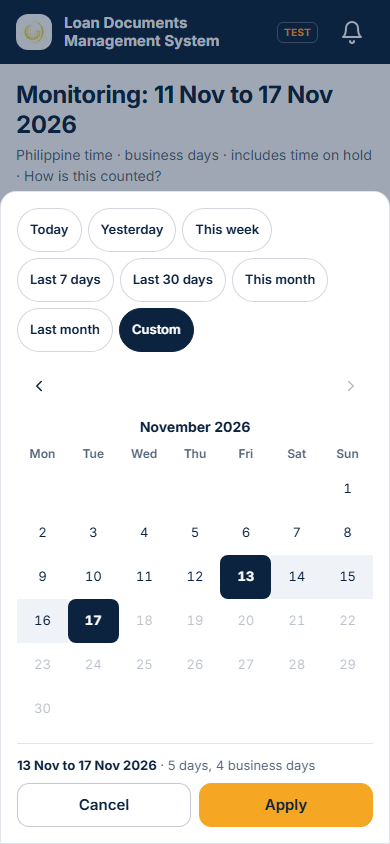 Loan Documents
Management System
TEST
Monitoring: 11 Nov to 17 Nov
2026
Philippine time · business days · includes time on hold
· How is this counted?
Today Yesterday This week
Last 7 days Last 30 days This month
Last month Custom
November 2026
Mon Tue Wed Thu Fri Sat Sun
1
2 3 4 5 6 7 8
9 10 11 12 13 14 15
16 17 18 19 20 21 22
23 24 25 26 27 28 29
30
13 Nov to 17 Nov 2026 · 5 days, 4 business days
Cancel Apply